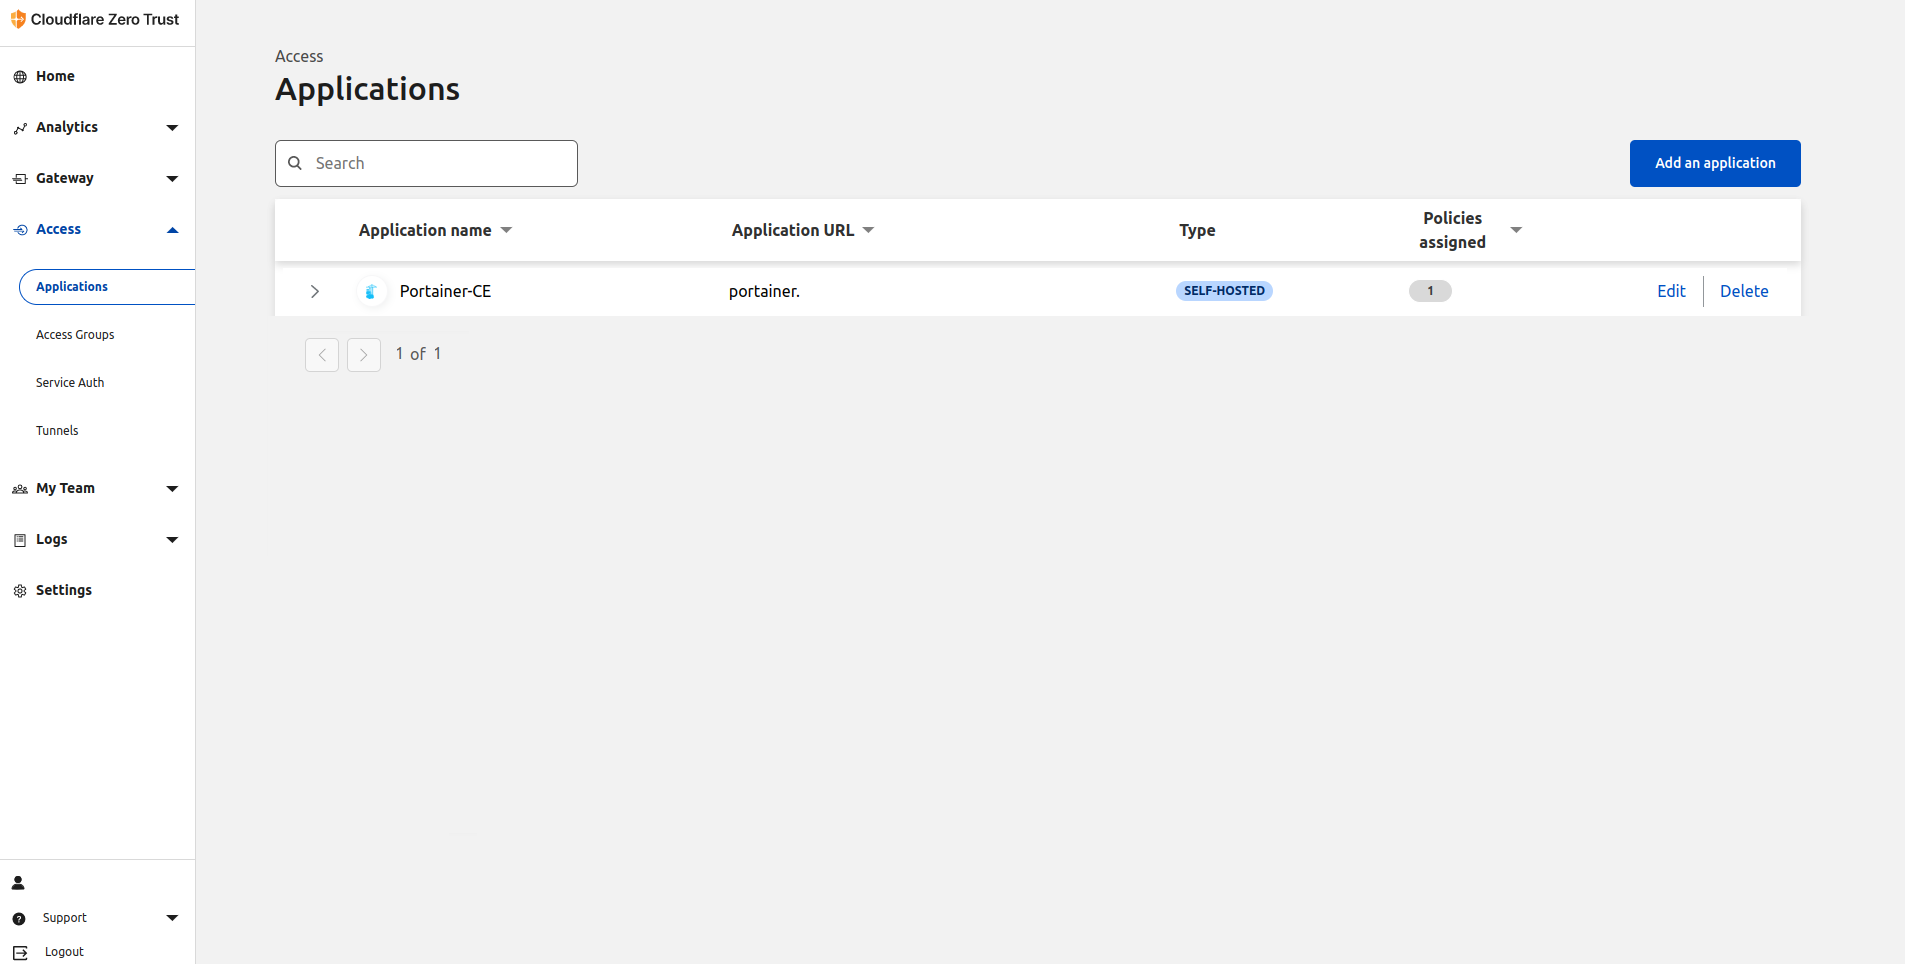 Cloudflare Zero Trust
Home
Analytics
Gateway
Access
Applications
Access Groups
Service Auth
Tunnels
My Team
Logs
Settings
Support
Logout
Access
Applications
Search
Add an application
Application name
Application URL
Type
Policies
assigned
Portainer-CE
portainer.
SELF-HOSTED
1
Edit
Delete
1 of 1